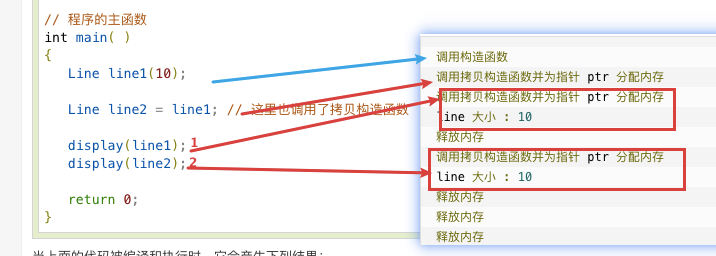 // 程序的主函数
int main( )
{
Line line1(10);
Line line2 = line1; // 这里也调用了拷贝构造函数
display(line1); 1
display(line2); 2
return 0;
}
调用构造函数
调用拷贝构造函数并为指针 ptr 分配内存
调用拷贝构造函数并为指针 ptr 分配内存
line 大小 : 10
释放内存
调用拷贝构造函数并为指针 ptr 分配内存
line 大小 : 10
释放内存
释放内存
释放内存
当上面的代码被编译和执行时，它会产生下列结果：